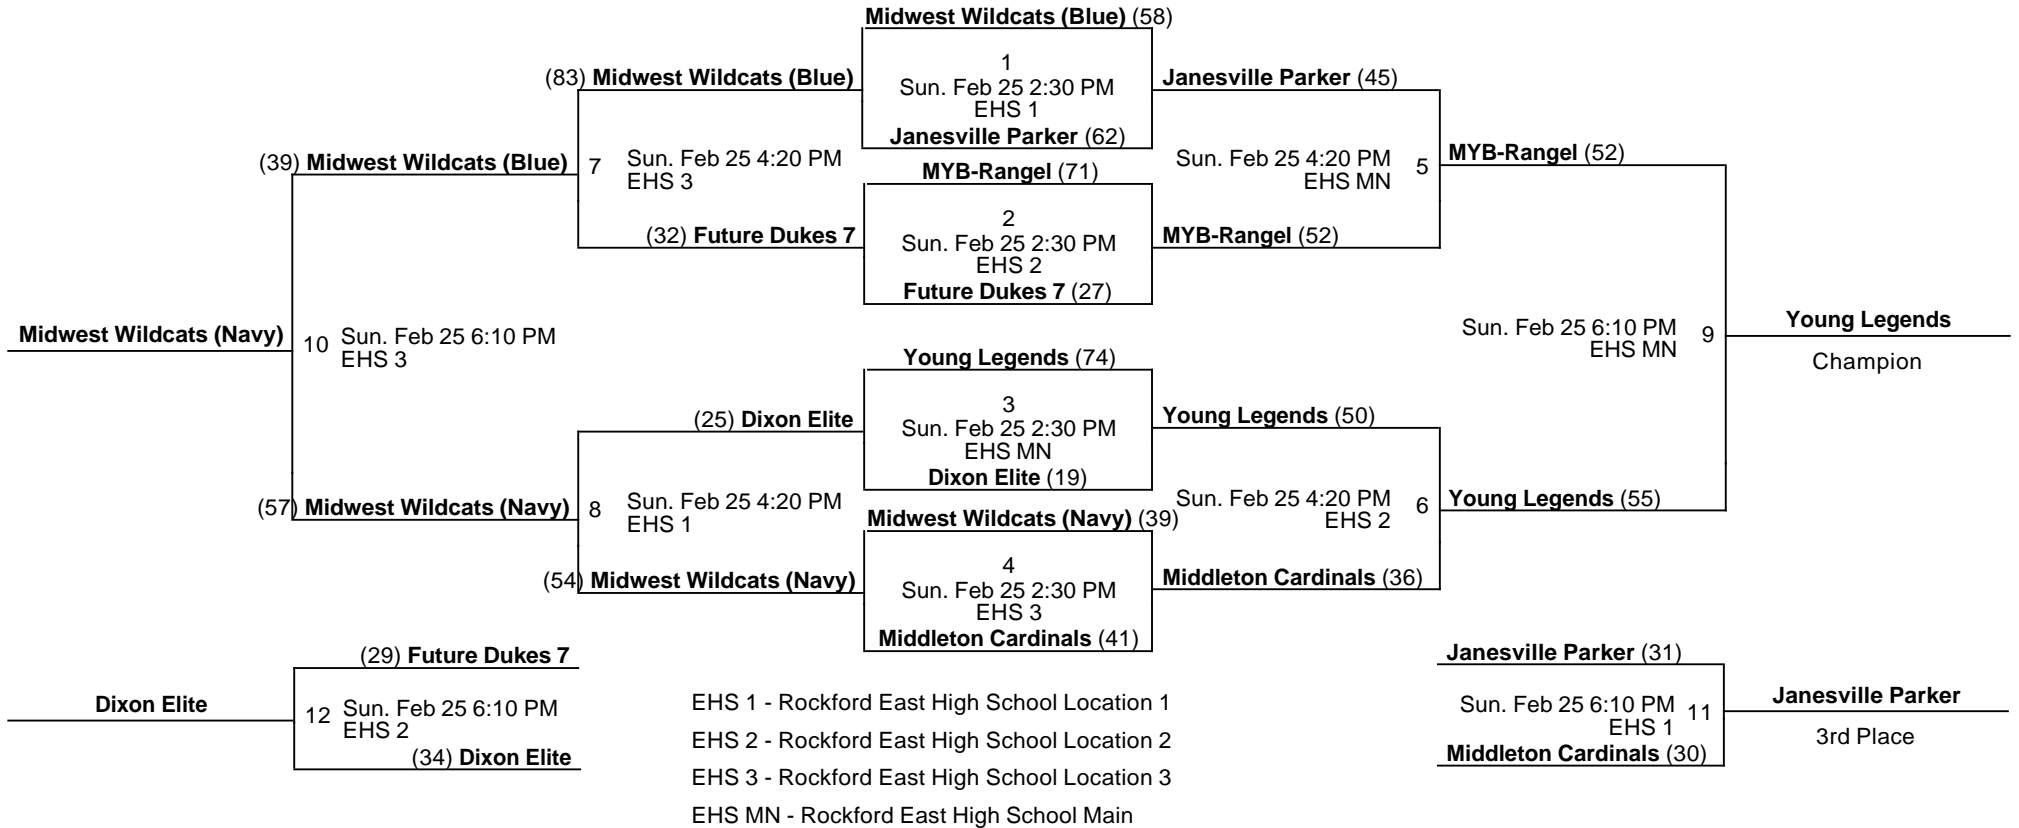 Midwest Wildcats (Blue) (58)
1
Sun. Feb 25 2:30 PM
EHS 1
Janesville Parker (62)
(83) Midwest Wildcats (Blue)
Janesville Parker (45)
(39) Midwest Wildcats (Blue)
7
Sun. Feb 25 4:20 PM
EHS 3
Sun. Feb 25 4:20 PM
EHS MN
5
MYB-Rangel (52)
MYB-Rangel (71)
2
Sun. Feb 25 2:30 PM
EHS 2
Future Dukes 7 (27)
(32) Future Dukes 7
MYB-Rangel (52)
Midwest Wildcats (Navy)
10
Sun. Feb 25 6:10 PM
EHS 3
Sun. Feb 25 6:10 PM
EHS MN
9
Young Legends
Champion
Young Legends (74)
3
Sun. Feb 25 2:30 PM
EHS MN
Dixon Elite (19)
(25) Dixon Elite
Young Legends (50)
(57) Midwest Wildcats (Navy)
8
Sun. Feb 25 4:20 PM
EHS 1
Sun. Feb 25 4:20 PM
EHS 2
6
Young Legends (55)
Midwest Wildcats (Navy) (39)
4
Sun. Feb 25 2:30 PM
EHS 3
Middleton Cardinals (41)
(54) Midwest Wildcats (Navy)
Middleton Cardinals (36)
(29) Future Dukes 7
Dixon Elite
12
Sun. Feb 25 6:10 PM
EHS 2
(34) Dixon Elite
EHS 1 - Rockford East High School Location 1
EHS 2 - Rockford East High School Location 2
EHS 3 - Rockford East High School Location 3
EHS MN - Rockford East High School Main
Janesville Parker (31)
Sun. Feb 25 6:10 PM
EHS 1
11
Middleton Cardinals (30)
Janesville Parker
3rd Place